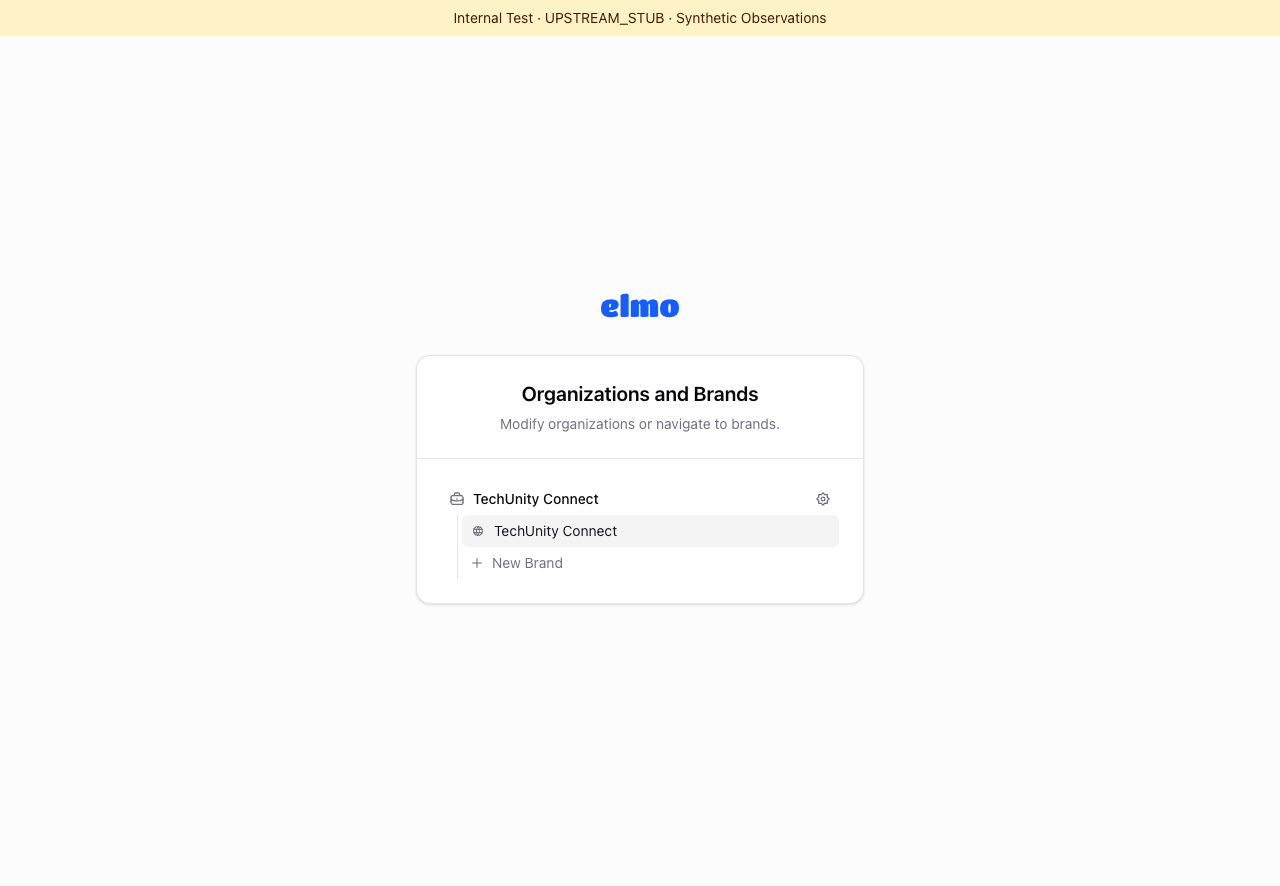 Internal Test · UPSTREAM_STUB · Synthetic Observations
elmo
Organizations and Brands
Modify organizations or navigate to brands.
TechUnity Connect
TechUnity Connect
New Brand